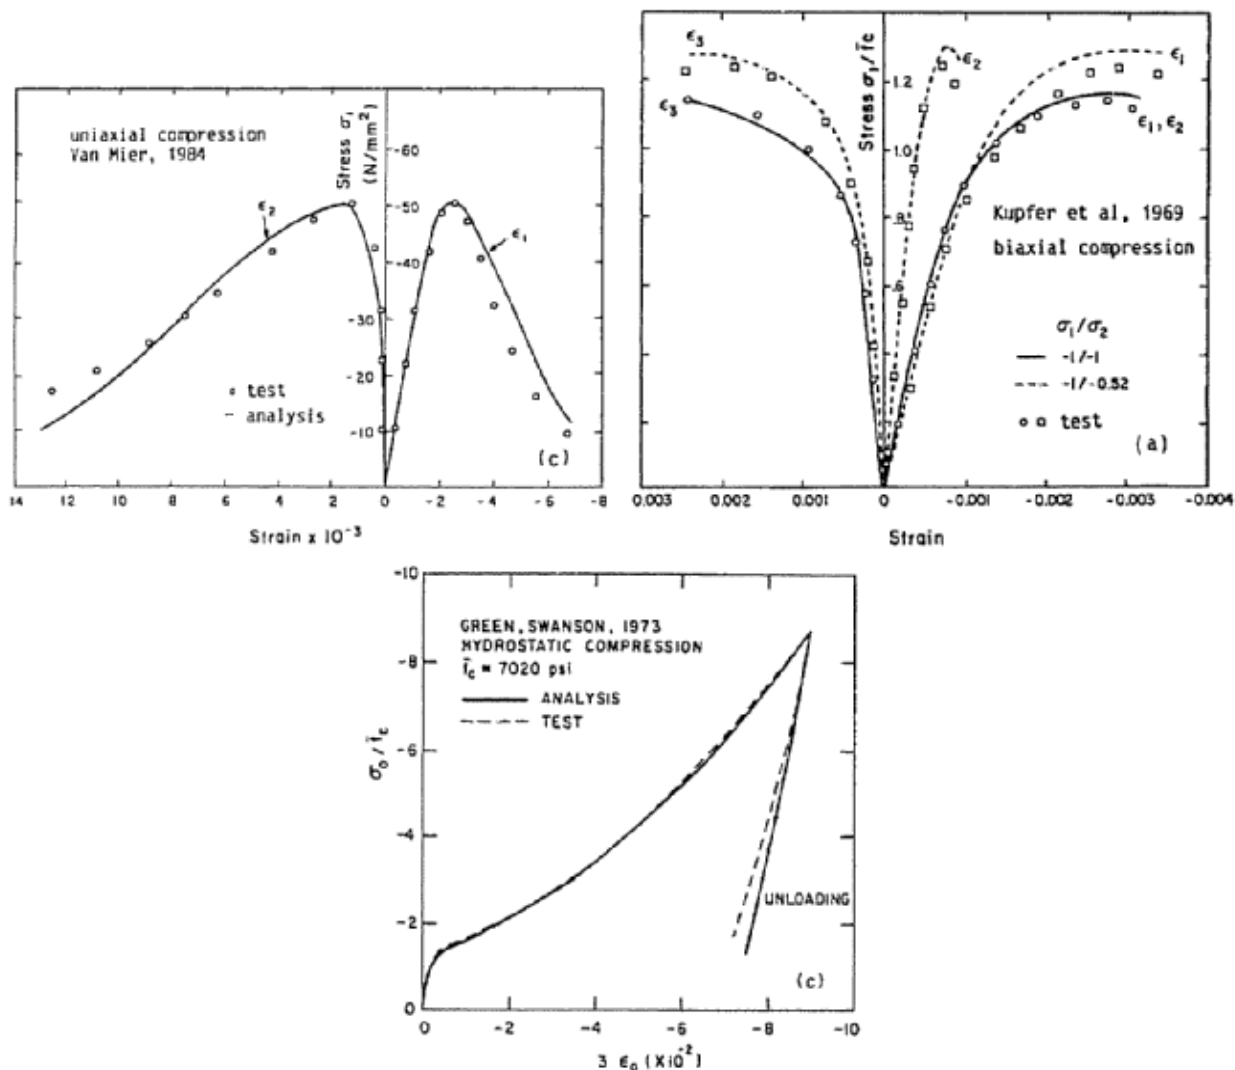 uniaxial compression
Van Mier, 1984
Stress σ₁
(N/mm²)
-60
-50
-40
-30
-20
-10
ϵ₂
ϵ₁
∘ test
- analysis
(c)
14 12 10 8 6 4 2 0 -2 -4 -6 -8
Strain x 10⁻³
Stress σ₁/f̄c
ϵ₃
ϵ₂
ϵ₁
1.2
ϵ₃
ϵ₁, ϵ₂
1.0
.8
.6
Kupfer et al, 1969
biaxial compression
σ₁/σ₂
-1/-1
-1/-0.52
test
(a)
0.003 0.002 0.001 0 -0.001 -0.002 -0.003 -0.004
Strain
-10
-8
-6
-4
-2
0
σ₀/f̄c
GREEN, SWANSON, 1973
HYDROSTATIC COMPRESSION
f̄c = 7020 psi
ANALYSIS
TEST
UNLOADING
(c)
0 -2 -4 -6 -8 -10
3 ϵ₀ (X10⁻²)